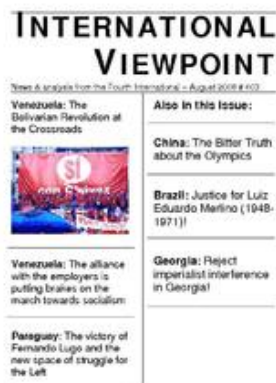 INTERNATIONAL
VIEWPOINT
News & analysis from the Fourth International – August 2008 # 403
Venezuela: The
Bolivarian Revolution at
the Crossroads
SÍ
con Chávez
Venezuela: The alliance
with the employers is
putting brakes on the
march towards socialism
Paraguay: The victory of
Fernando Lugo and the
new space of struggle for
the Left
Also in this Issue:
China: The Bitter Truth
about the Olympics
Brazil: Justice for Luiz
Eduardo Merlino (1948-
1971)!
Georgia: Reject
imperialist interference
in Georgia!